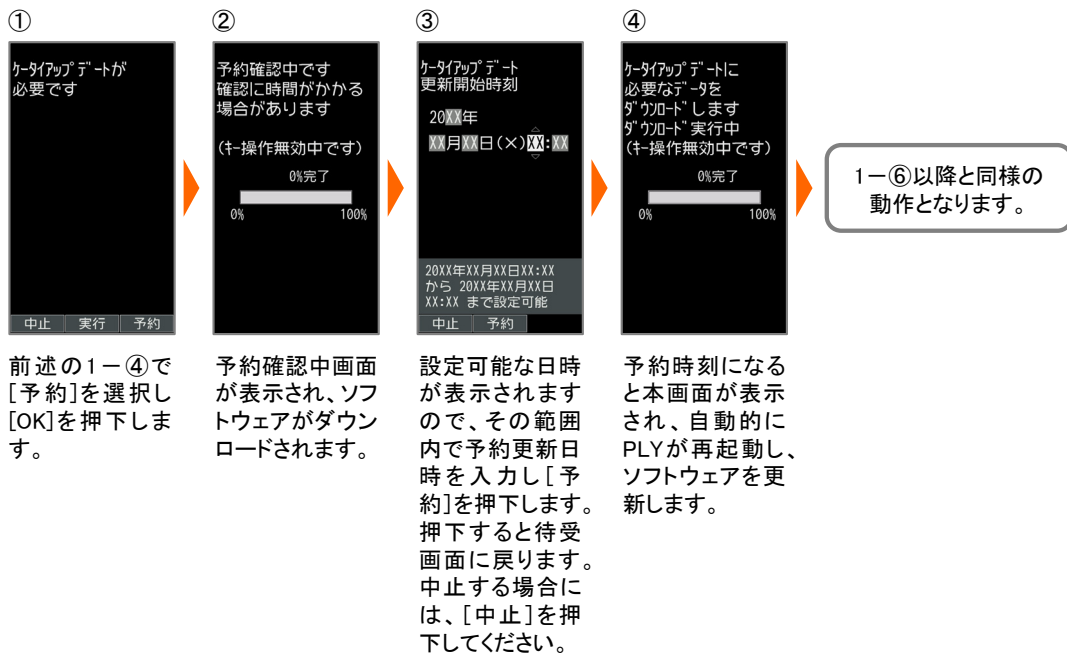 ①
ｹｰﾀｲｱｯﾌﾟﾃﾞｰﾄが
必要です
中止 実行 予約
前述の1－④で
[予約]を選択し
[OK]を押下しま
す。
②
予約確認中です
確認に時間がかかる
場合があります
(ｷｰ操作無効中です)
0%完了
0% 100%
予約確認中画面
が表示され、ソフ
トウェアがダウン
ロードされます。
③
ｹｰﾀｲｱｯﾌﾟﾃﾞｰﾄ
更新開始時刻
20XX年
XX月XX日(×)XX:XX
20XX年XX月XX日XX:XX
から 20XX年XX月XX日
XX:XX まで設定可能
中止 予約
設定可能な日時
が表示されます
ので、その範囲
内で予約更新日
時を入力し[予
約]を押下します。
押下すると待受
画面に戻ります。
中止する場合に
は、[中止]を押
下してください。
④
ｹｰﾀｲｱｯﾌﾟﾃﾞｰﾄに
必要なﾃﾞｰﾀを
ﾀﾞｳﾝﾛｰﾄﾞします
ﾀﾞｳﾝﾛｰﾄﾞ実行中
(ｷｰ操作無効中です)
0%完了
0% 100%
予約時刻になる
と本画面が表示
され、自動的に
PLYが再起動し、
ソフトウェアを更
新します。
1－⑥以降と同様の
動作となります。